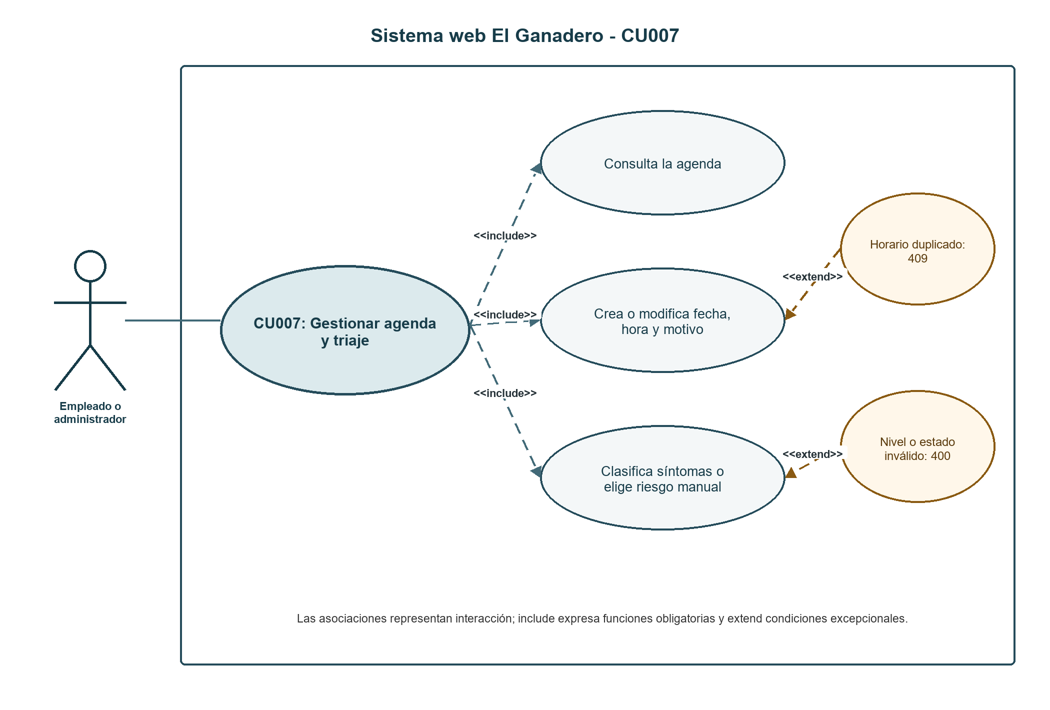 Sistema web El Ganadero - CU007
Consulta la agenda
<<include>>
Horario duplicado:
409
<<extend>>
CU007: Gestionar agenda
y triaje
<<include>>
Crea o modifica fecha,
hora y motivo
Empleado o
administrador
<<include>>
Clasifica síntomas o
elige riesgo manual
<<extend>>
Nivel o estado
inválido: 400
Las asociaciones representan interacción; include expresa funciones obligatorias y extend condiciones excepcionales.